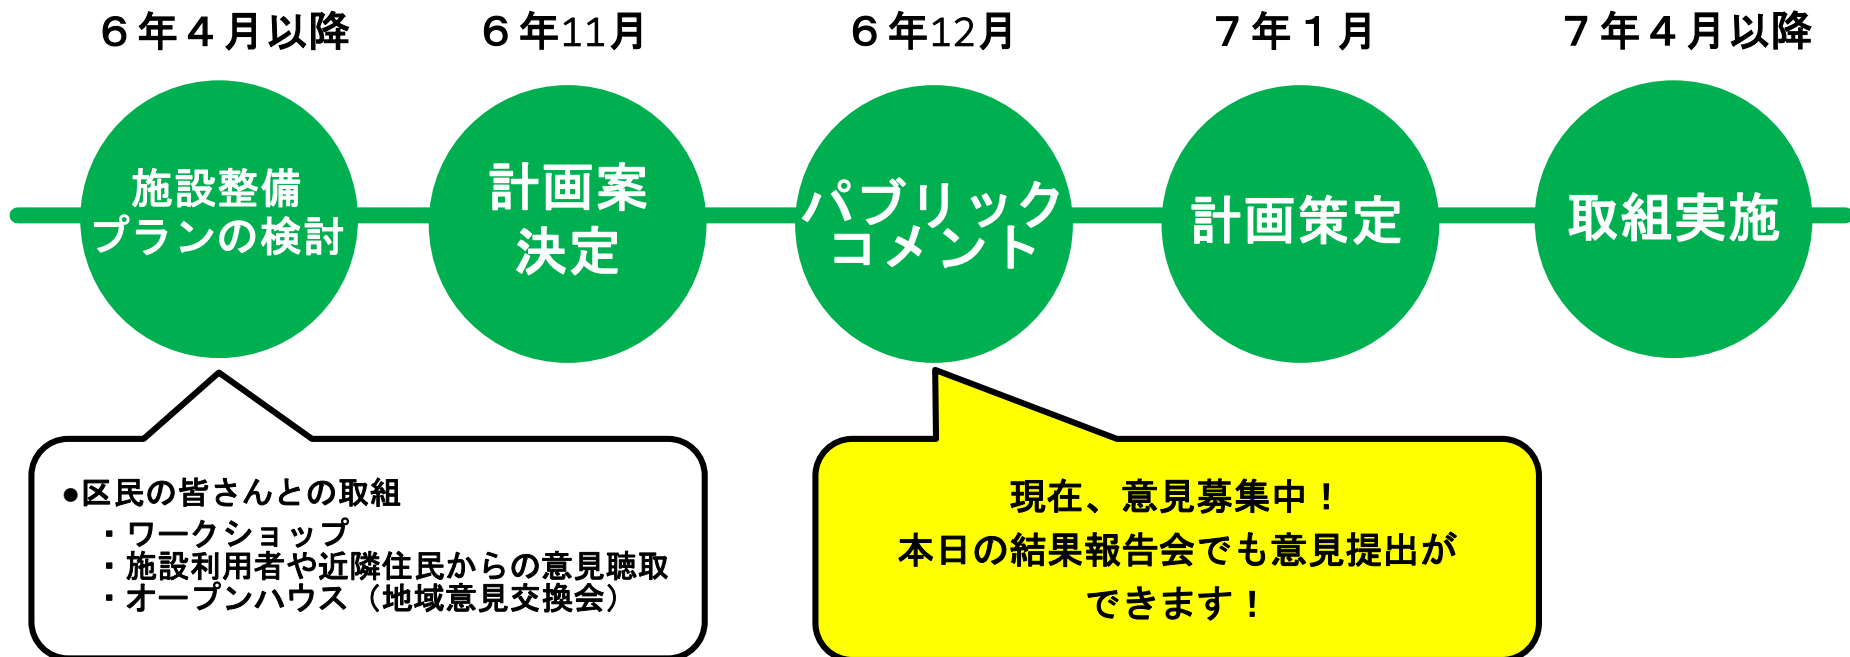 ６年４月以降
６年11月
６年12月
７年１月
７年４月以降
施設整備
プランの検討
計画案
決定
パブリック
コメント
計画策定
取組実施
●区民の皆さんとの取組
・ワークショップ
・施設利用者や近隣住民からの意見聴取
・オープンハウス（地域意見交換会）
現在、意見募集中！
本日の結果報告会でも意見提出が
できます！